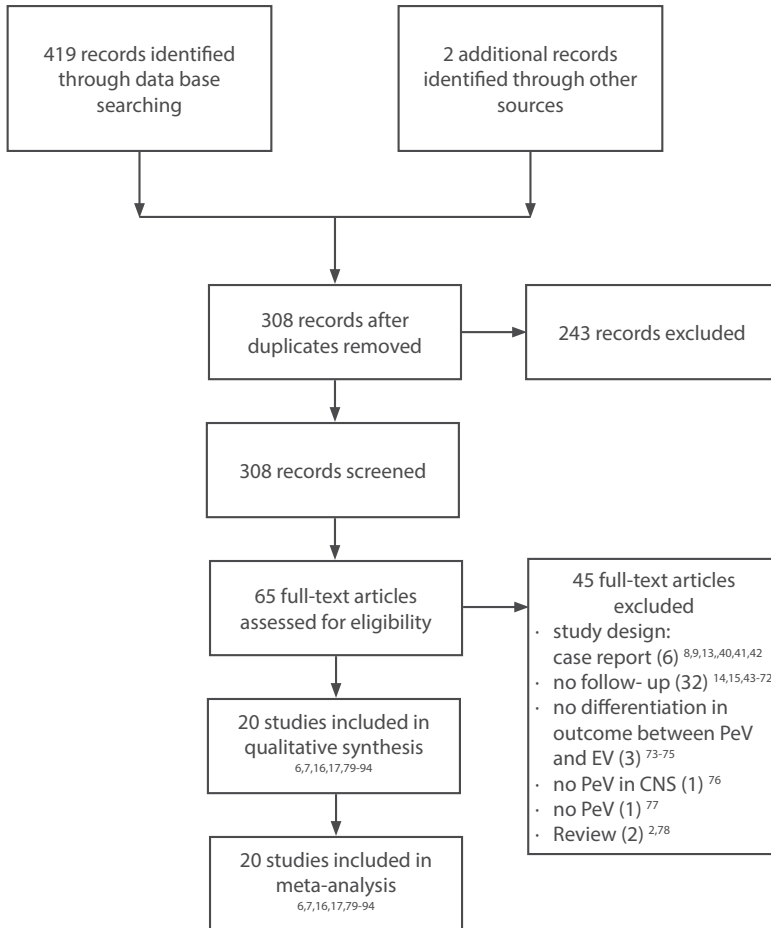 419 records identified
through data base
searching
2 additional records
identified through other
sources
308 records after
duplicates removed
243 records excluded
308 records screened
65 full-text articles
assessed for eligibility
45 full-text articles
excluded
· study design:
case report (6) 8,9,13,,40,41,42
· no follow- up (32) 14,15,43-72
· no differentiation in
outcome between PeV
and EV (3) 73-75
· no PeV in CNS (1) 76
· no PeV (1) 77
· Review (2) 2,78
20 studies included in
qualitative synthesis
6,7,16,17,79-94
20 studies included in
meta-analysis
6,7,16,17,79-94